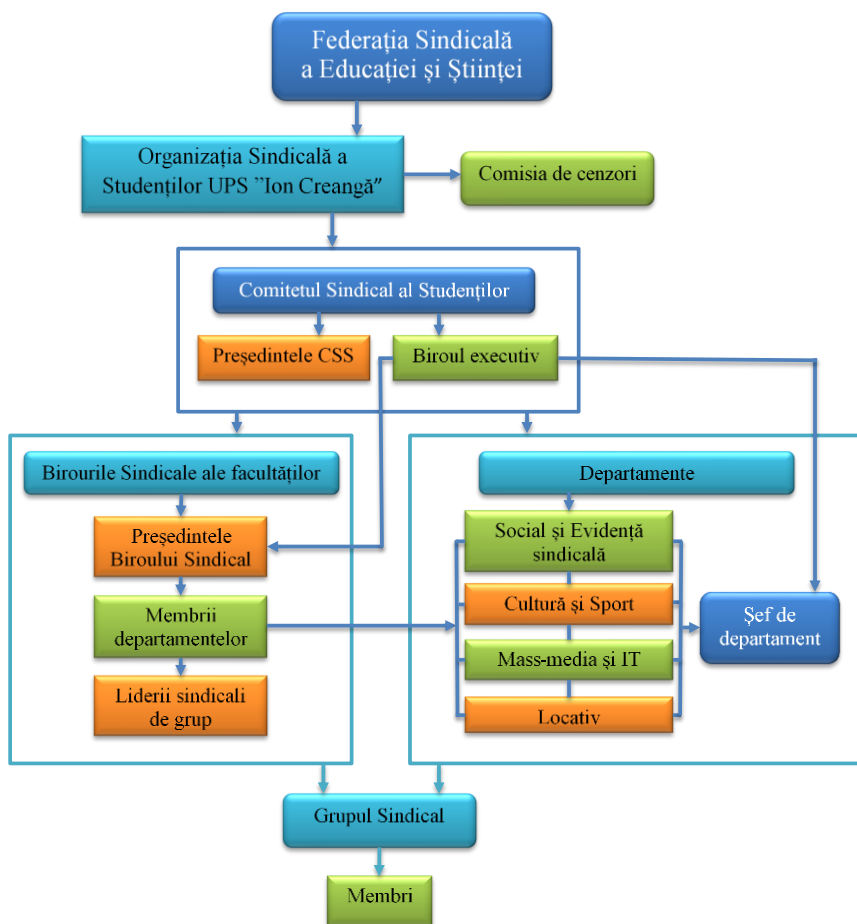 Federația Sindicală
a Educației și Științei
Organizația Sindicală a
Studenților UPS ”Ion Creangă”
Comisia de cenzori
Comitetul Sindical al Studenților
Președintele CSS
Biroul executiv
Birourile Sindicale ale facultăților
Președintele
Biroului Sindical
Membrii
departamentelor
Liderii sindicali
de grup
Departamente
Social și Evidență
sindicală
Cultură și Sport
Mass-media și IT
Locativ
Șef de
departament
Grupul Sindical
Membri